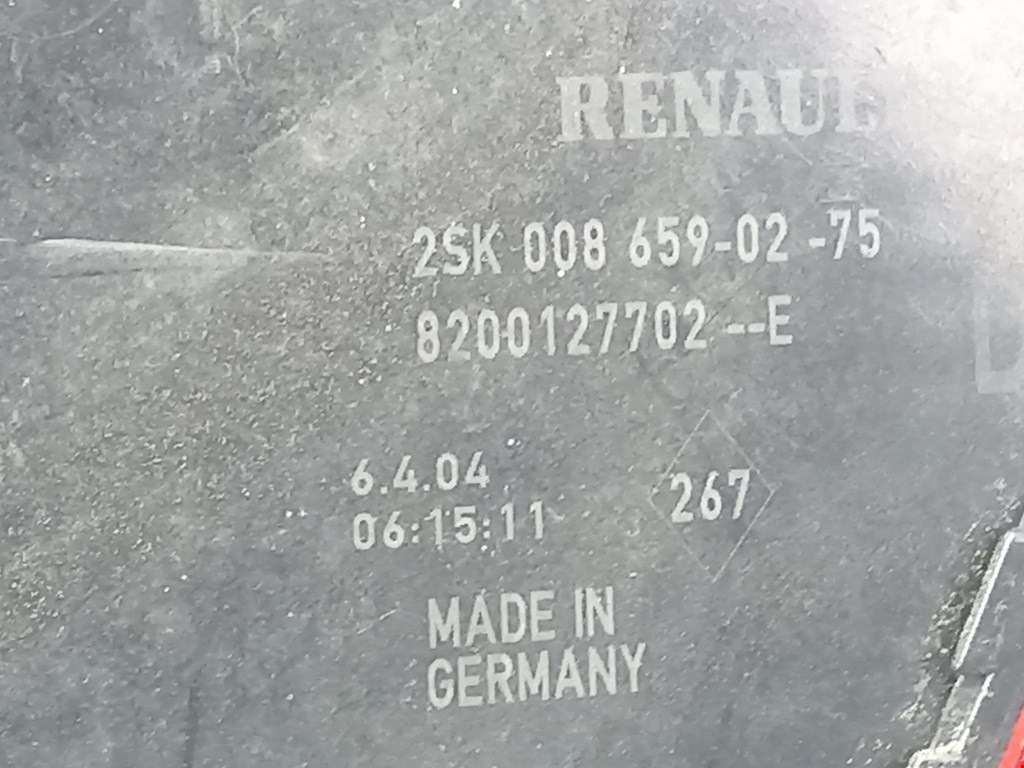 RENAUL
2SK 008 659-02 -75
8200127702 --E
6.4.04
06:15:11
267
MADE IN
GERMANY